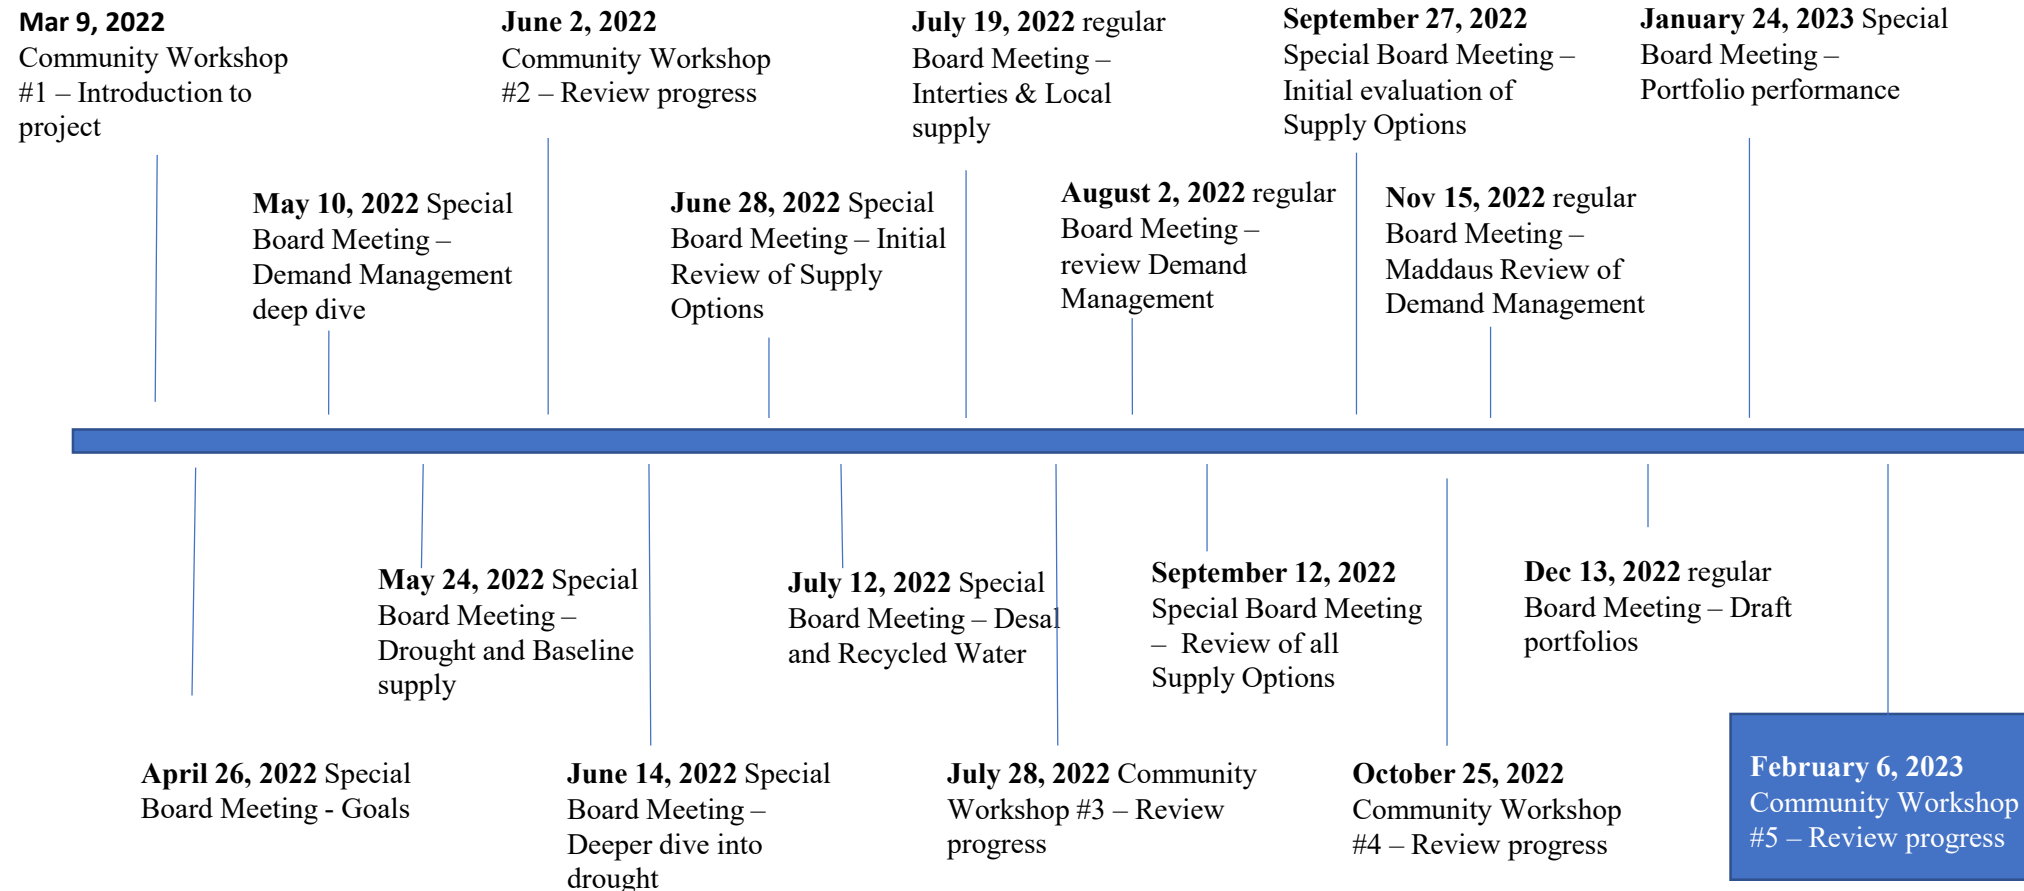 Mar 9, 2022
Community Workshop
#1 – Introduction to
project
June 2, 2022
Community Workshop
#2 – Review progress
July 19, 2022 regular
Board Meeting –
Interties & Local
supply
September 27, 2022
Special Board Meeting –
Initial evaluation of
Supply Options
January 24, 2023 Special
Board Meeting –
Portfolio performance
May 10, 2022 Special
Board Meeting –
Demand Management
deep dive
June 28, 2022 Special
Board Meeting – Initial
Review of Supply
Options
August 2, 2022 regular
Board Meeting –
review Demand
Management
Nov 15, 2022 regular
Board Meeting –
Maddaus Review of
Demand Management
May 24, 2022 Special
Board Meeting –
Drought and Baseline
supply
July 12, 2022 Special
Board Meeting – Desal
and Recycled Water
September 12, 2022
Special Board Meeting
– Review of all
Supply Options
Dec 13, 2022 regular
Board Meeting – Draft
portfolios
April 26, 2022 Special
Board Meeting - Goals
June 14, 2022 Special
Board Meeting –
Deeper dive into
drought
July 28, 2022 Community
Workshop #3 – Review
progress
October 25, 2022
Community Workshop
#4 – Review progress
February 6, 2023
Community Workshop
#5 – Review progress